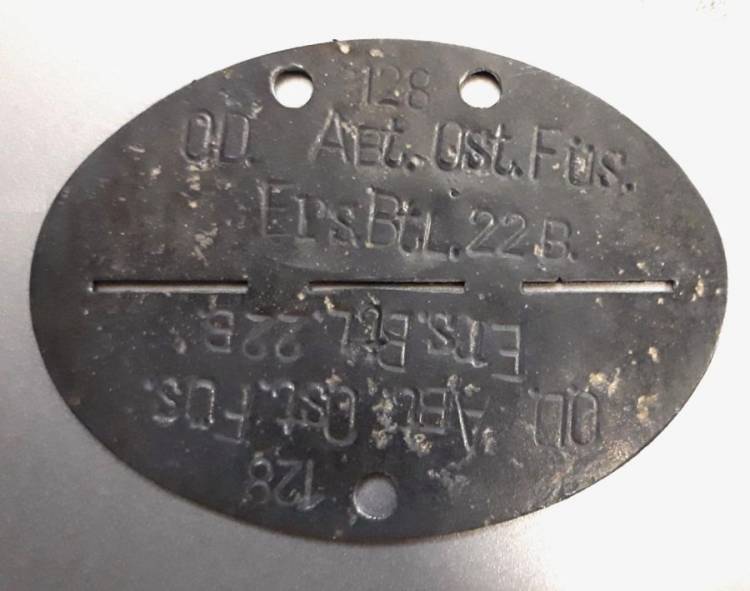 128
OD. Abt. Ost. Füs.
Ers Btl. 22 B.
Ers. Btl. 22 B.
OD. Abt. Ost. Füs.
128